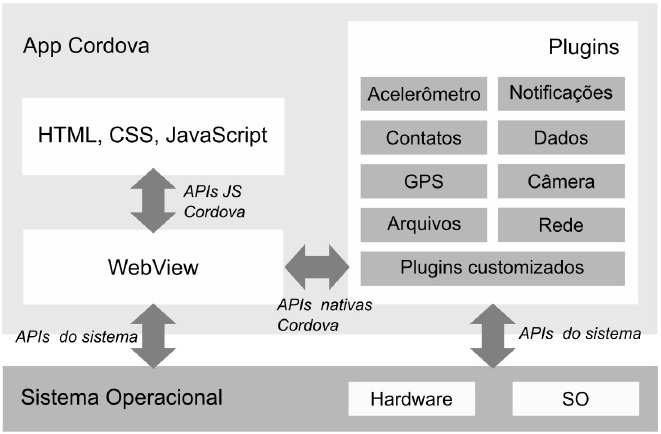 App Cordova
Plugins
HTML, CSS, JavaScript
APIs JS
Cordova
WebView
Acelerômetro
Notificações
Contatos
Dados
GPS
Câmera
Arquivos
Rede
Plugins customizados
APIs nativas
Cordova
APIs do sistema
APIs do sistema
Sistema Operacional
Hardware
SO